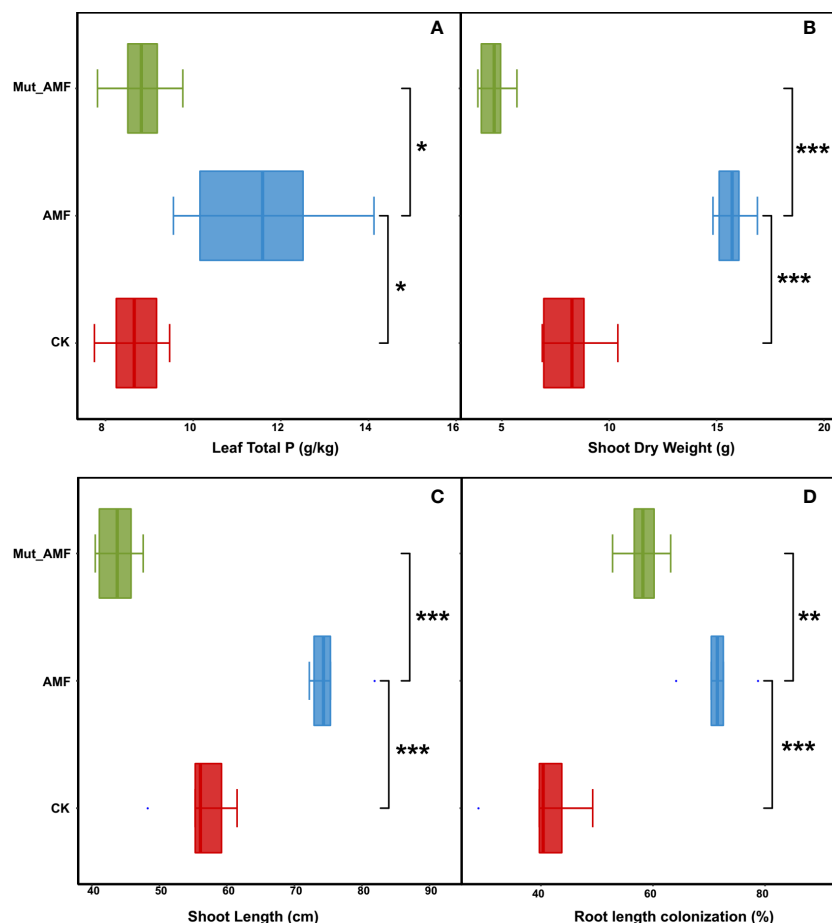 A
B
Mut_AMF
*
***
AMF
*
***
CK
8 10 12 14 16
5 10 15 20
Leaf Total P (g/kg)
Shoot Dry Weight (g)
C
D
Mut_AMF
***
**
AMF
***
***
CK
40 50 60 70 80 90
40 60 80
Shoot Length (cm)
Root length colonization (%)